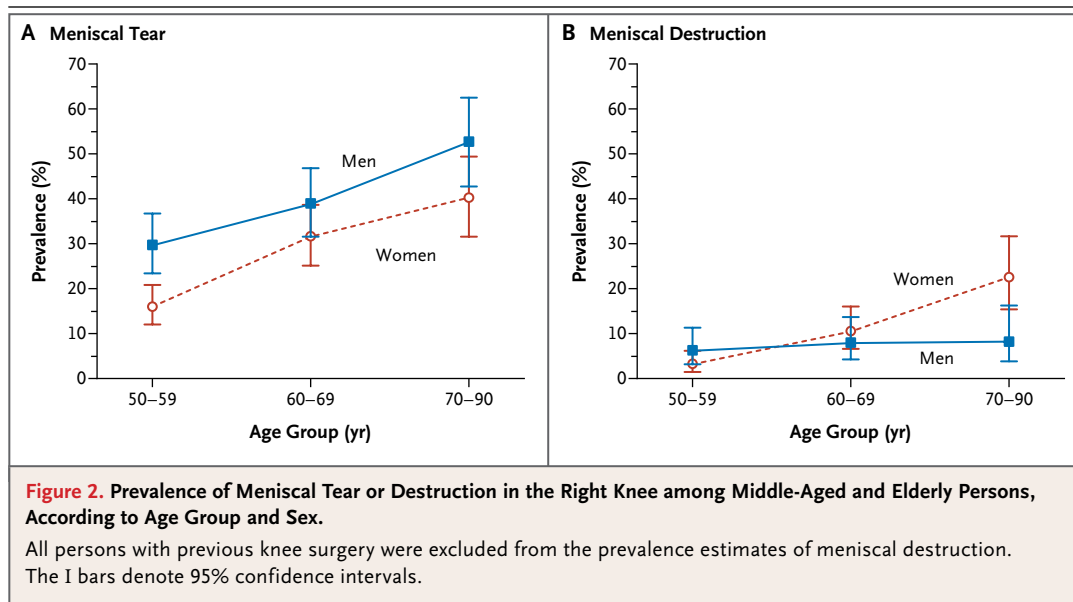 A Meniscal Tear
70
60
50
40
30
20
10
0
Prevalence (%)
Men
Women
50–59
60–69
70–90
Age Group (yr)
B Meniscal Destruction
70
60
50
40
30
20
10
0
Prevalence (%)
Women
Men
50–59
60–69
70–90
Age Group (yr)
Figure 2. Prevalence of Meniscal Tear or Destruction in the Right Knee among Middle-Aged and Elderly Persons,
According to Age Group and Sex.
All persons with previous knee surgery were excluded from the prevalence estimates of meniscal destruction.
The I bars denote 95% confidence intervals.